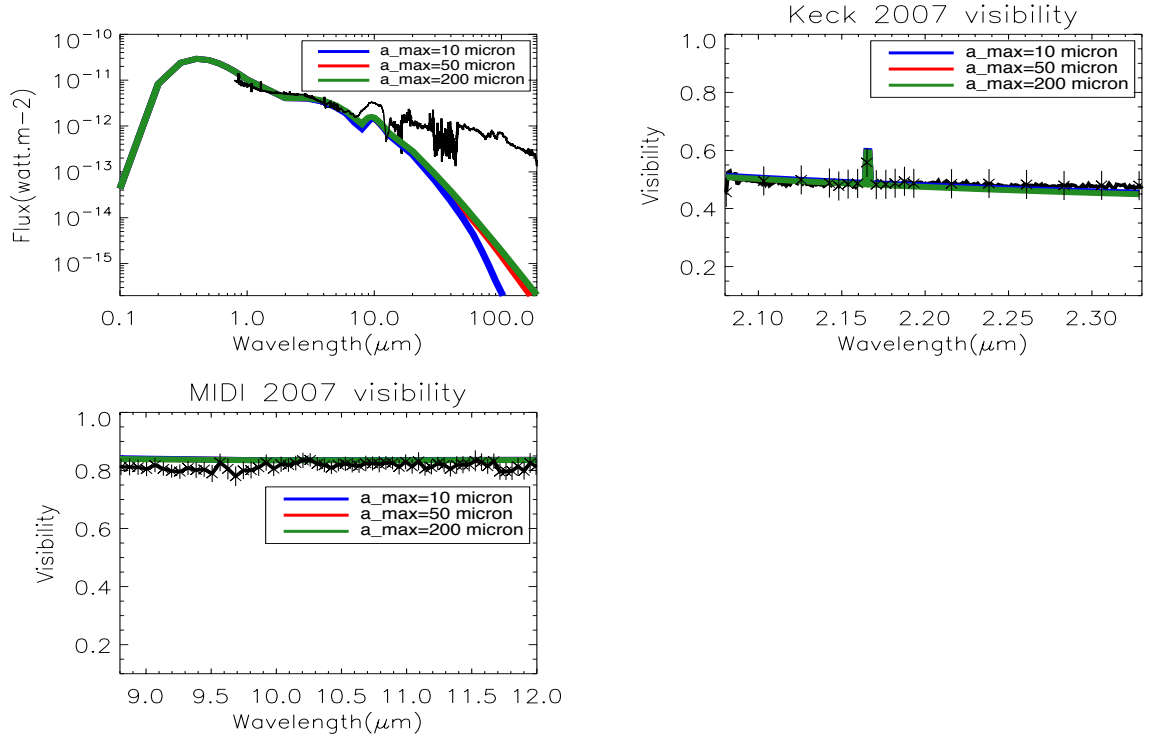 Flux(watt.m-2)
10^-10
10^-11
10^-12
10^-13
10^-14
10^-15
a_max=10 micron
a_max=50 micron
a_max=200 micron
0.1 1.0 10.0 100.0
Wavelength(μm)
Keck 2007 visibility
Visibility
1.0
0.8
0.6
0.4
0.2
a_max=10 micron
a_max=50 micron
a_max=200 micron
2.10 2.15 2.20 2.25 2.30
Wavelength(μm)
MIDI 2007 visibility
Visibility
1.0
0.8
0.6
0.4
0.2
a_max=10 micron
a_max=50 micron
a_max=200 micron
9.0 9.5 10.0 10.5 11.0 11.5 12.0
Wavelength(μm)